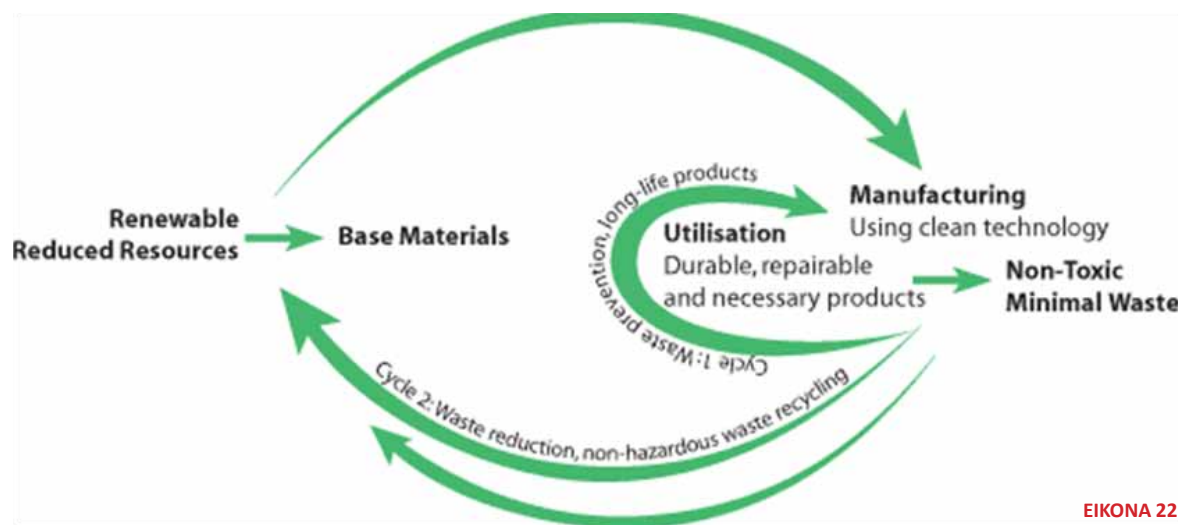 Renewable
Reduced Resources
Base Materials
Cycle 1: Waste prevention, long-life products
Utilisation
Durable, repairable
and necessary products
Manufacturing
Using clean technology
Non-Toxic
Minimal Waste
Cycle 2: Waste reduction, non-hazardous waste recycling
ΕΙΚΟΝΑ 22